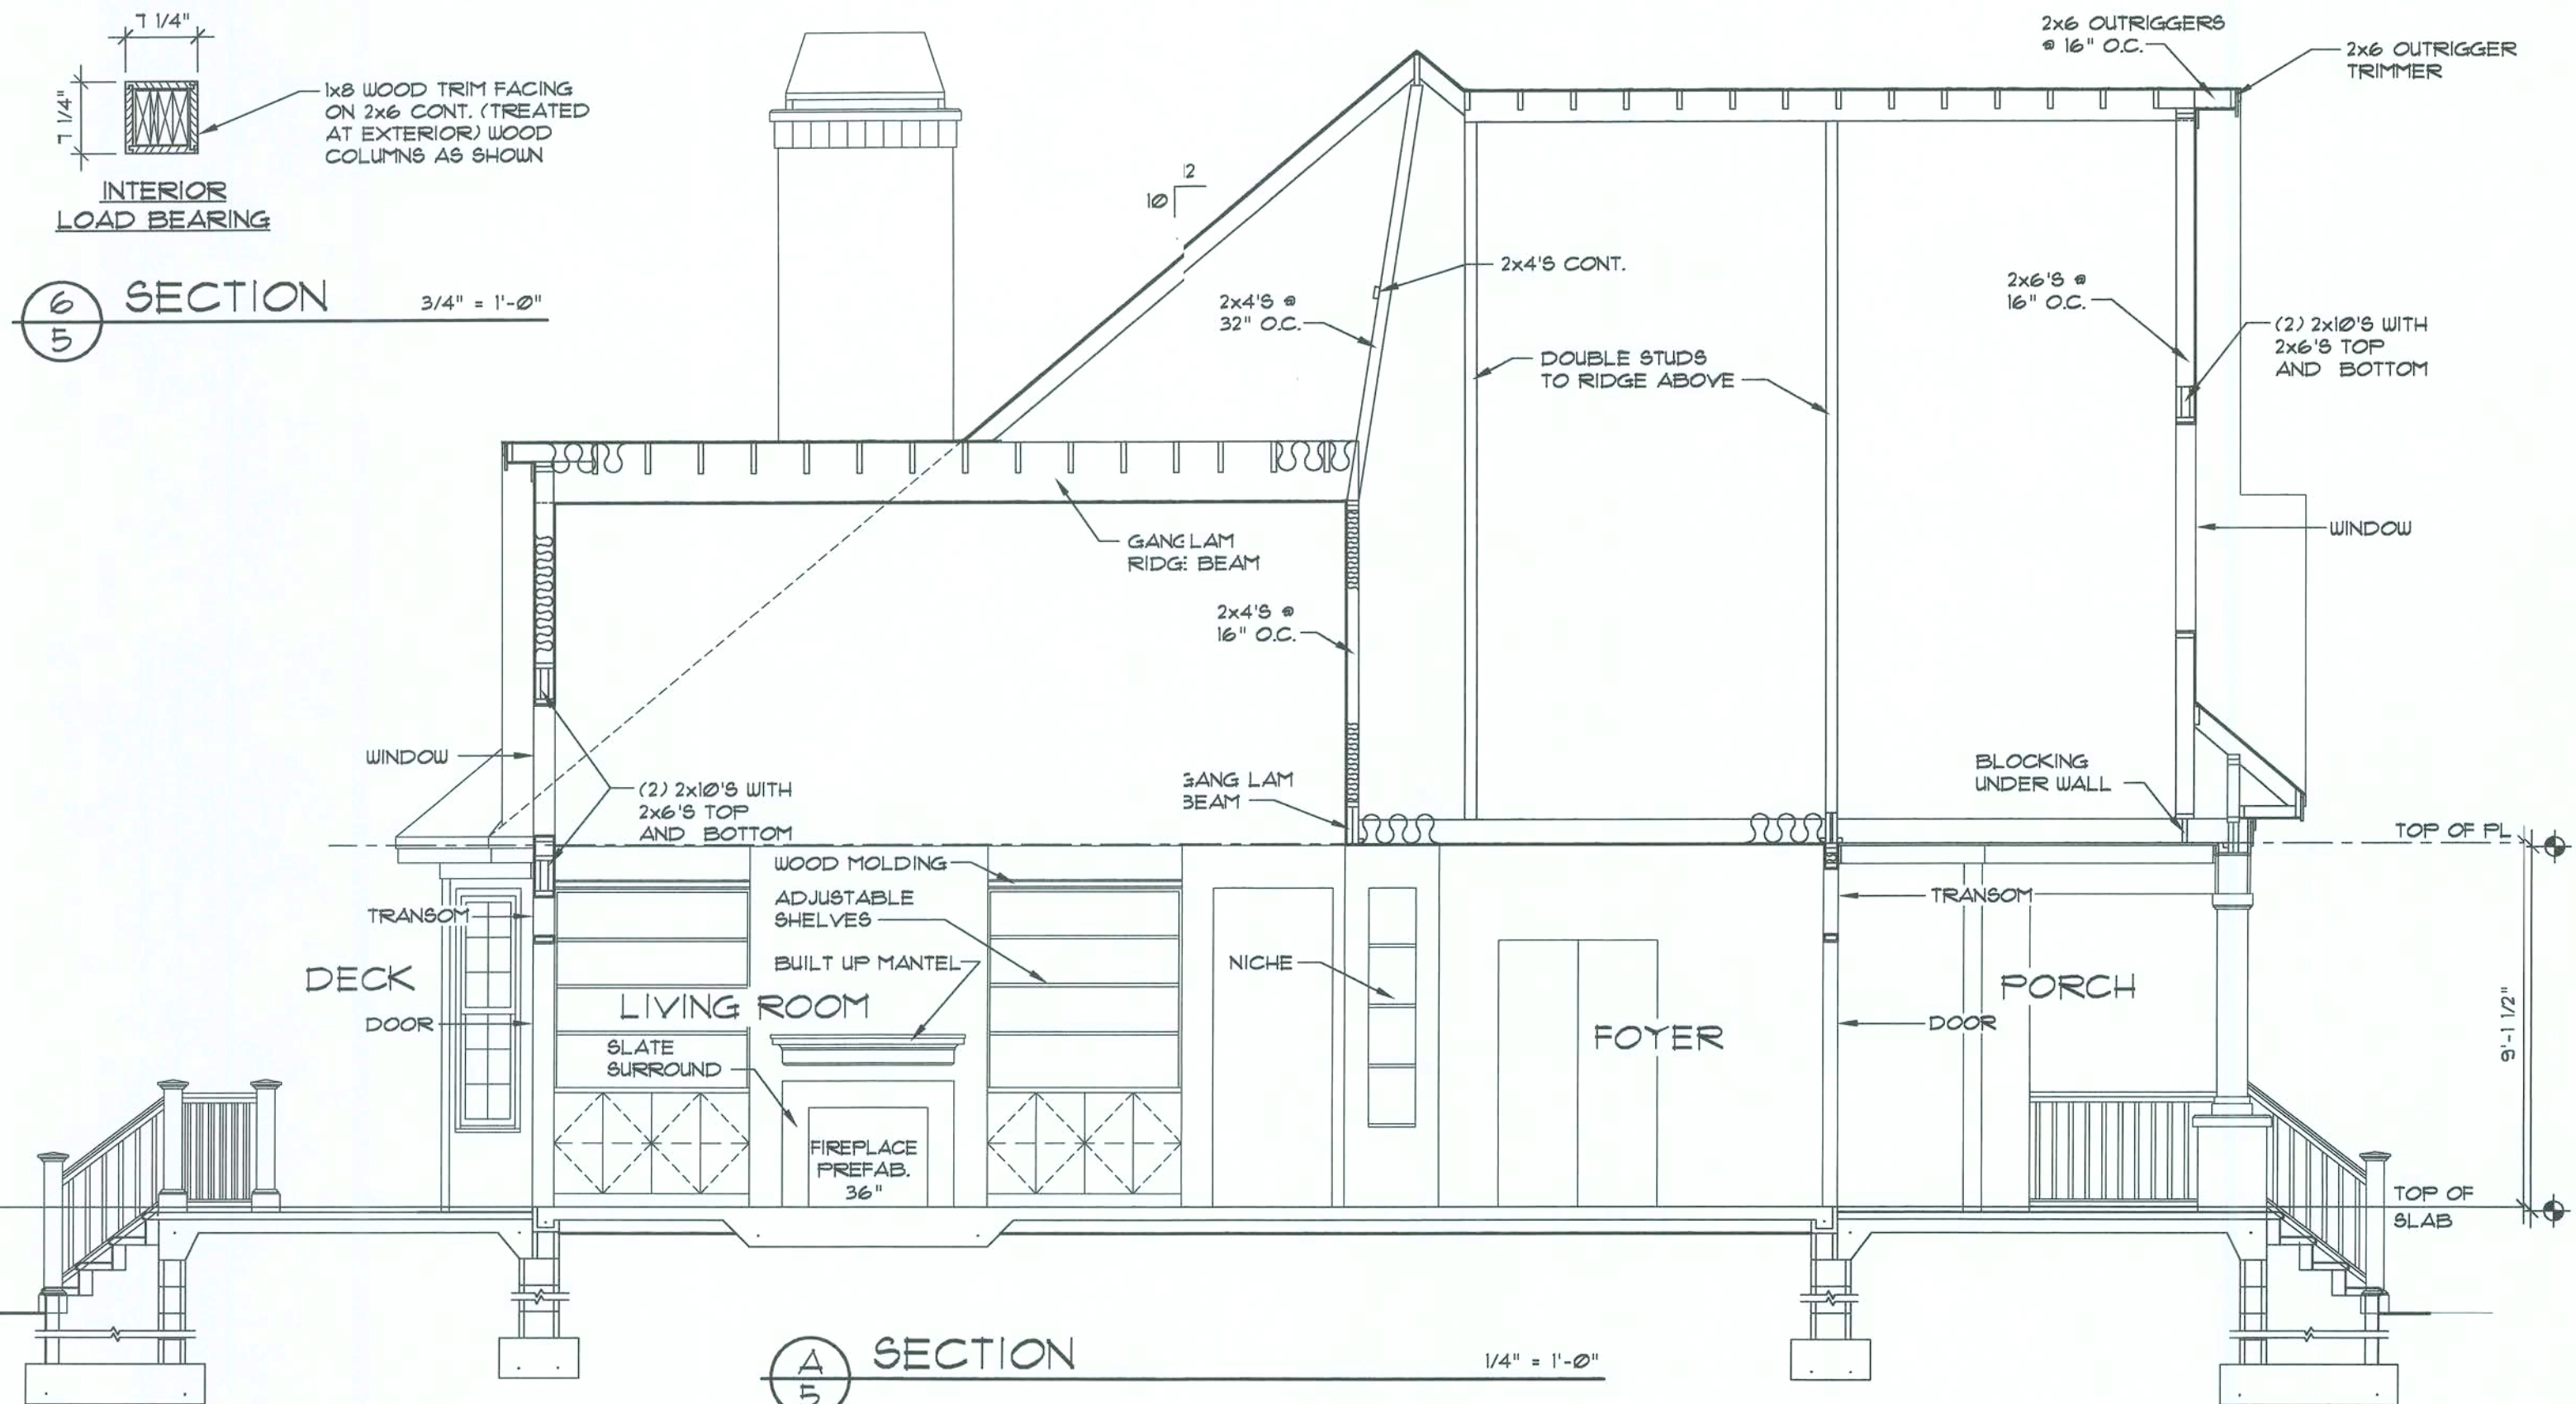 7 1/4"
7 1/4"
1x8 WOOD TRIM FACING
ON 2x6 CONT. (TREATED
AT EXTERIOR) WOOD
COLUMNS AS SHOWN
INTERIOR
LOAD BEARING
6
5
SECTION
3/4" = 1'-0"
2x6 OUTRIGGERS
@ 16" O.C.
2x6 OUTRIGGER
TRIMMER
12
10
2x4'S CONT.
2x4'S @
32" O.C.
DOUBLE STUDS
TO RIDGE ABOVE
2x6'S @
16" O.C.
(2) 2x10'S WITH
2x6'S TOP
AND BOTTOM
GANG LAM
RIDGE BEAM
WINDOW
2x4'S @
16" O.C.
WINDOW
(2) 2x10'S WITH
2x6'S TOP
AND BOTTOM
GANG LAM
BEAM
BLOCKING
UNDER WALL
TOP OF PL
WOOD MOLDING
ADJUSTABLE
SHELVES
BUILT UP MANTEL
TRANSOM
DECK
DOOR
LIVING ROOM
SLATE
SURROUND
NICHE
FOYER
TRANSOM
PORCH
DOOR
9'-1 1/2"
FIREPLACE
PREFAB.
36"
TOP OF
SLAB
A
5
SECTION
1/4" = 1'-0"